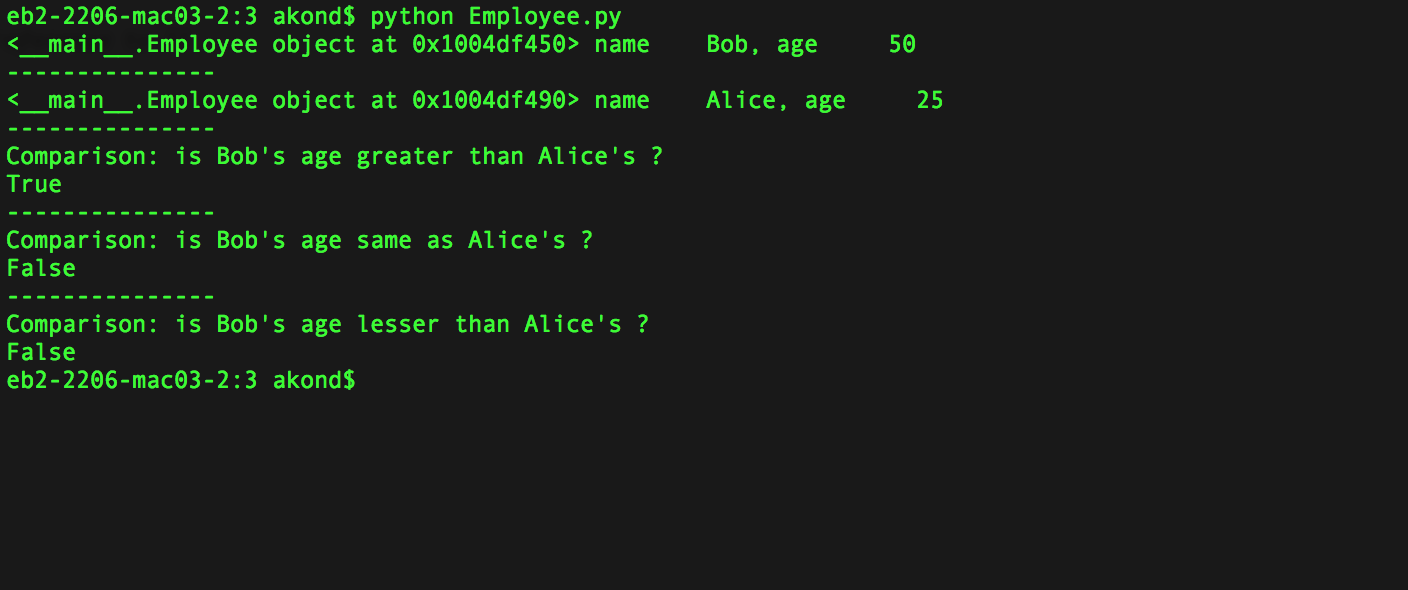 eb2-2206-mac03-2:3 akond$ python Employee.py
<__main__.Employee object at 0x1004df450> name    Bob, age     50
---------------
<__main__.Employee object at 0x1004df490> name    Alice, age     25
---------------
Comparison: is Bob's age greater than Alice's ?
True
---------------
Comparison: is Bob's age same as Alice's ?
False
---------------
Comparison: is Bob's age lesser than Alice's ?
False
eb2-2206-mac03-2:3 akond$